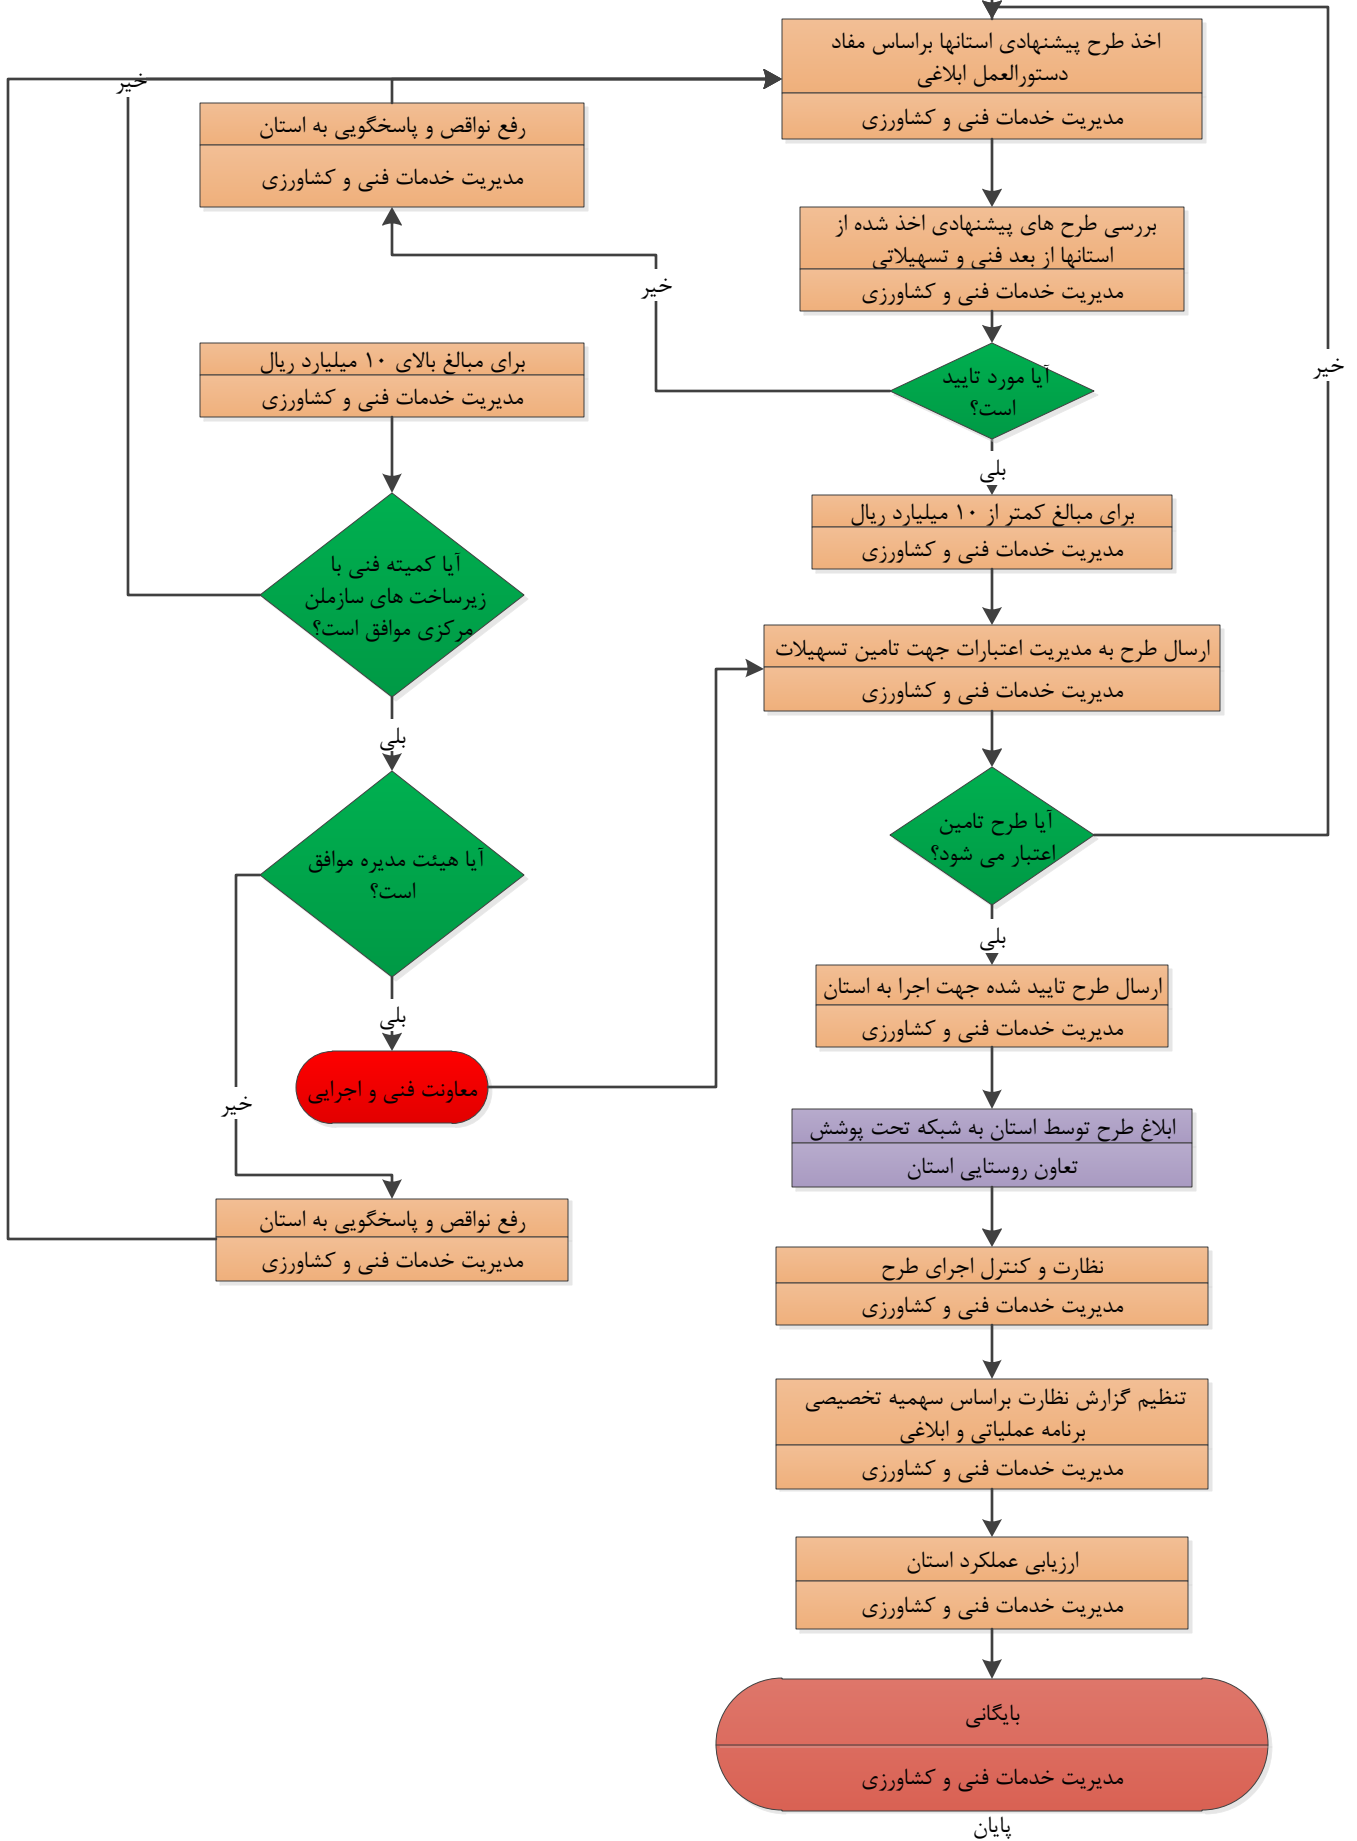 اخذ طرح پیشنهادی استانها براساس مفاد
دستورالعمل ابلاغی
مدیریت خدمات فنی و کشاورزی
بررسی طرح های پیشنهادی اخذ شده از
استانها از بعد فنی و تسهیلاتی
مدیریت خدمات فنی و کشاورزی
آیا مورد تایید
است؟
خیر
بلی
برای مبالغ کمتر از ۱۰ میلیارد ریال
مدیریت خدمات فنی و کشاورزی
ارسال طرح به مدیریت اعتبارات جهت تامین تسهیلات
مدیریت خدمات فنی و کشاورزی
آیا طرح تامین
اعتبار می شود؟
خیر
بلی
ارسال طرح تایید شده جهت اجرا به استان
مدیریت خدمات فنی و کشاورزی
ابلاغ طرح توسط استان به شبکه تحت پوشش
تعاون روستایی استان
نظارت و کنترل اجرای طرح
مدیریت خدمات فنی و کشاورزی
تنظیم گزارش نظارت براساس سهمیه تخصیصی
برنامه عملیاتی و ابلاغی
مدیریت خدمات فنی و کشاورزی
ارزیابی عملکرد استان
مدیریت خدمات فنی و کشاورزی
بایگانی
مدیریت خدمات فنی و کشاورزی
پایان
خیر
رفع نواقص و پاسخگویی به استان
مدیریت خدمات فنی و کشاورزی
برای مبالغ بالای ۱۰ میلیارد ریال
مدیریت خدمات فنی و کشاورزی
آیا کمیته فنی با
زیرساخت های سازملن
مرکزی موافق است؟
بلی
آیا هیئت مدیره موافق
است؟
بلی
معاونت فنی و اجرایی
خیر
رفع نواقص و پاسخگویی به استان
مدیریت خدمات فنی و کشاورزی